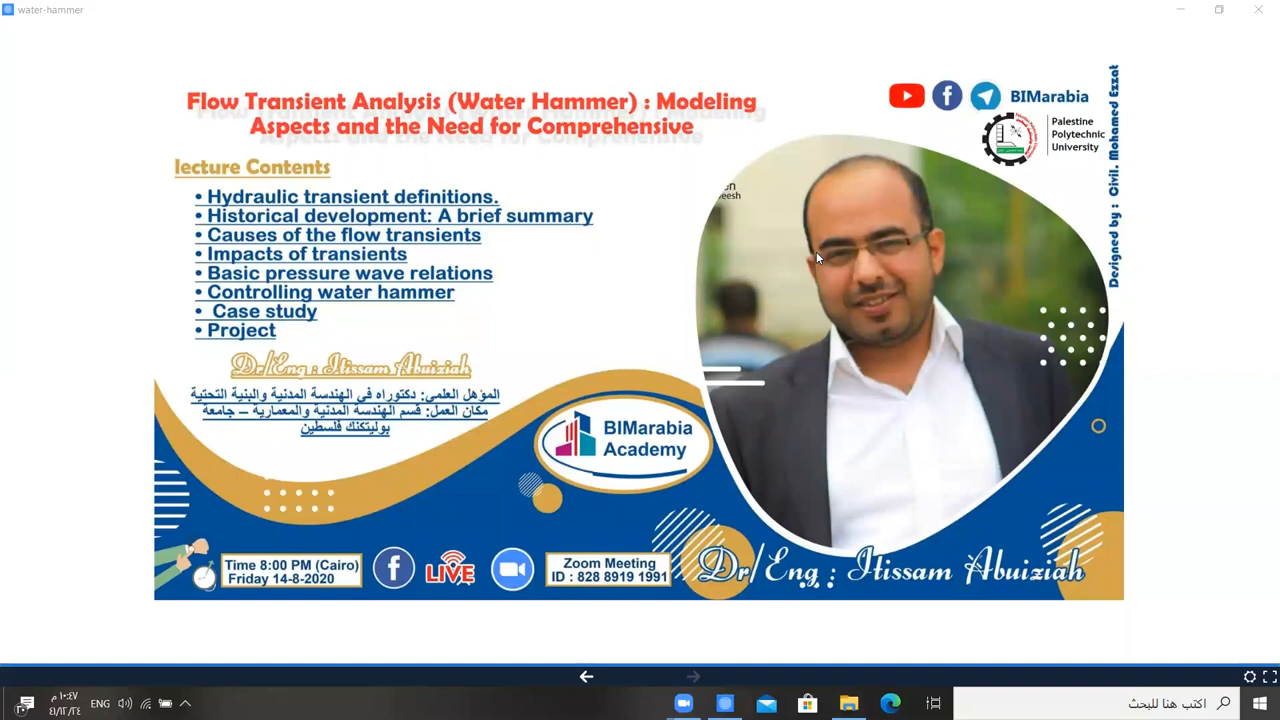 water-hammer
Flow Transient Analysis (Water Hammer) : Modeling
Aspects and the Need for Comprehensive
lecture Contents
• Hydraulic transient definitions.
• Historical development: A brief summary
• Causes of the flow transients
• Impacts of transients
• Basic pressure wave relations
• Controlling water hammer
• Case study
• Project
Dr/Eng : Itissam Abuiziah
المؤهل العلمى: دكتوراه في الهندسة المدنية والبنية التحتية
مكان العمل: قسم الهندسة المدنية والمعمارية – جامعة
بوليتكنك فلسطين
BIMarabia
Palestine
Polytechnic
University
Designed by : Civil. Mohamed Ezzat
BIMarabia
Academy
Time 8:00 PM (Cairo)
Friday 14-8-2020
LIVE
Zoom Meeting
ID : 828 8919 1991
Dr/Eng : Itissam Abuiziah
١٠:٤٧ م
ENG
اكتب هنا للبحث